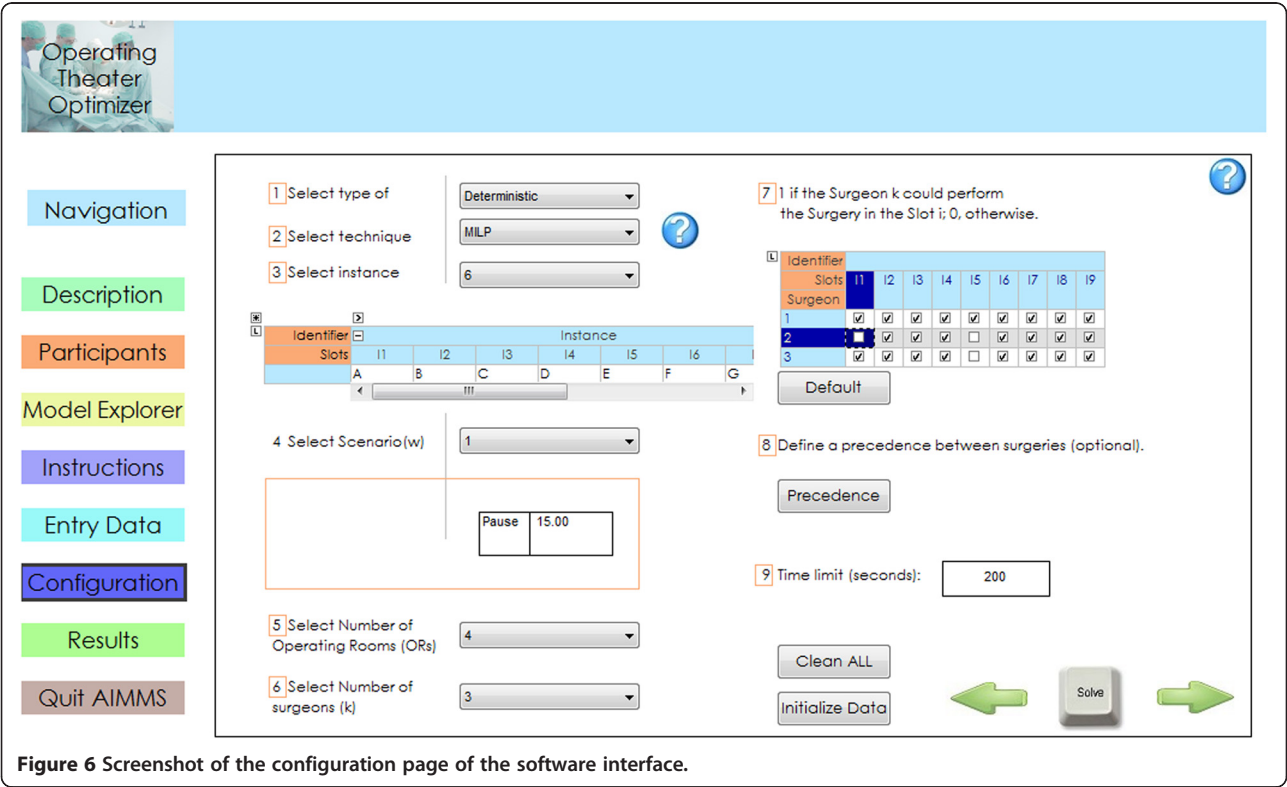 Operating
Theater
Optimizer
Navigation
Description
Participants
Model Explorer
Instructions
Entry Data
Configuration
Results
Quit AIMMS
1 Select type of
Deterministic
2 Select technique
MILP
3 Select instance
6
Identifier Instance
Slots I1 I2 I3 I4 I5 I6
A B C D E F G
4 Select Scenario(w)
1
Pause 15.00
5 Select Number of
Operating Rooms (ORs)
4
6 Select Number of
surgeons (k)
3
7 1 if the Surgeon k could perform
the Surgery in the Slot i; 0, otherwise.
L Identifier
Slots I1 I2 I3 I4 I5 I6 I7 I8 I9
Surgeon
1
2
3
Default
8 Define a precedence between surgeries (optional).
Precedence
9 Time limit (seconds):
200
Clean ALL
Initialize Data
Solve
Figure 6 Screenshot of the configuration page of the software interface.